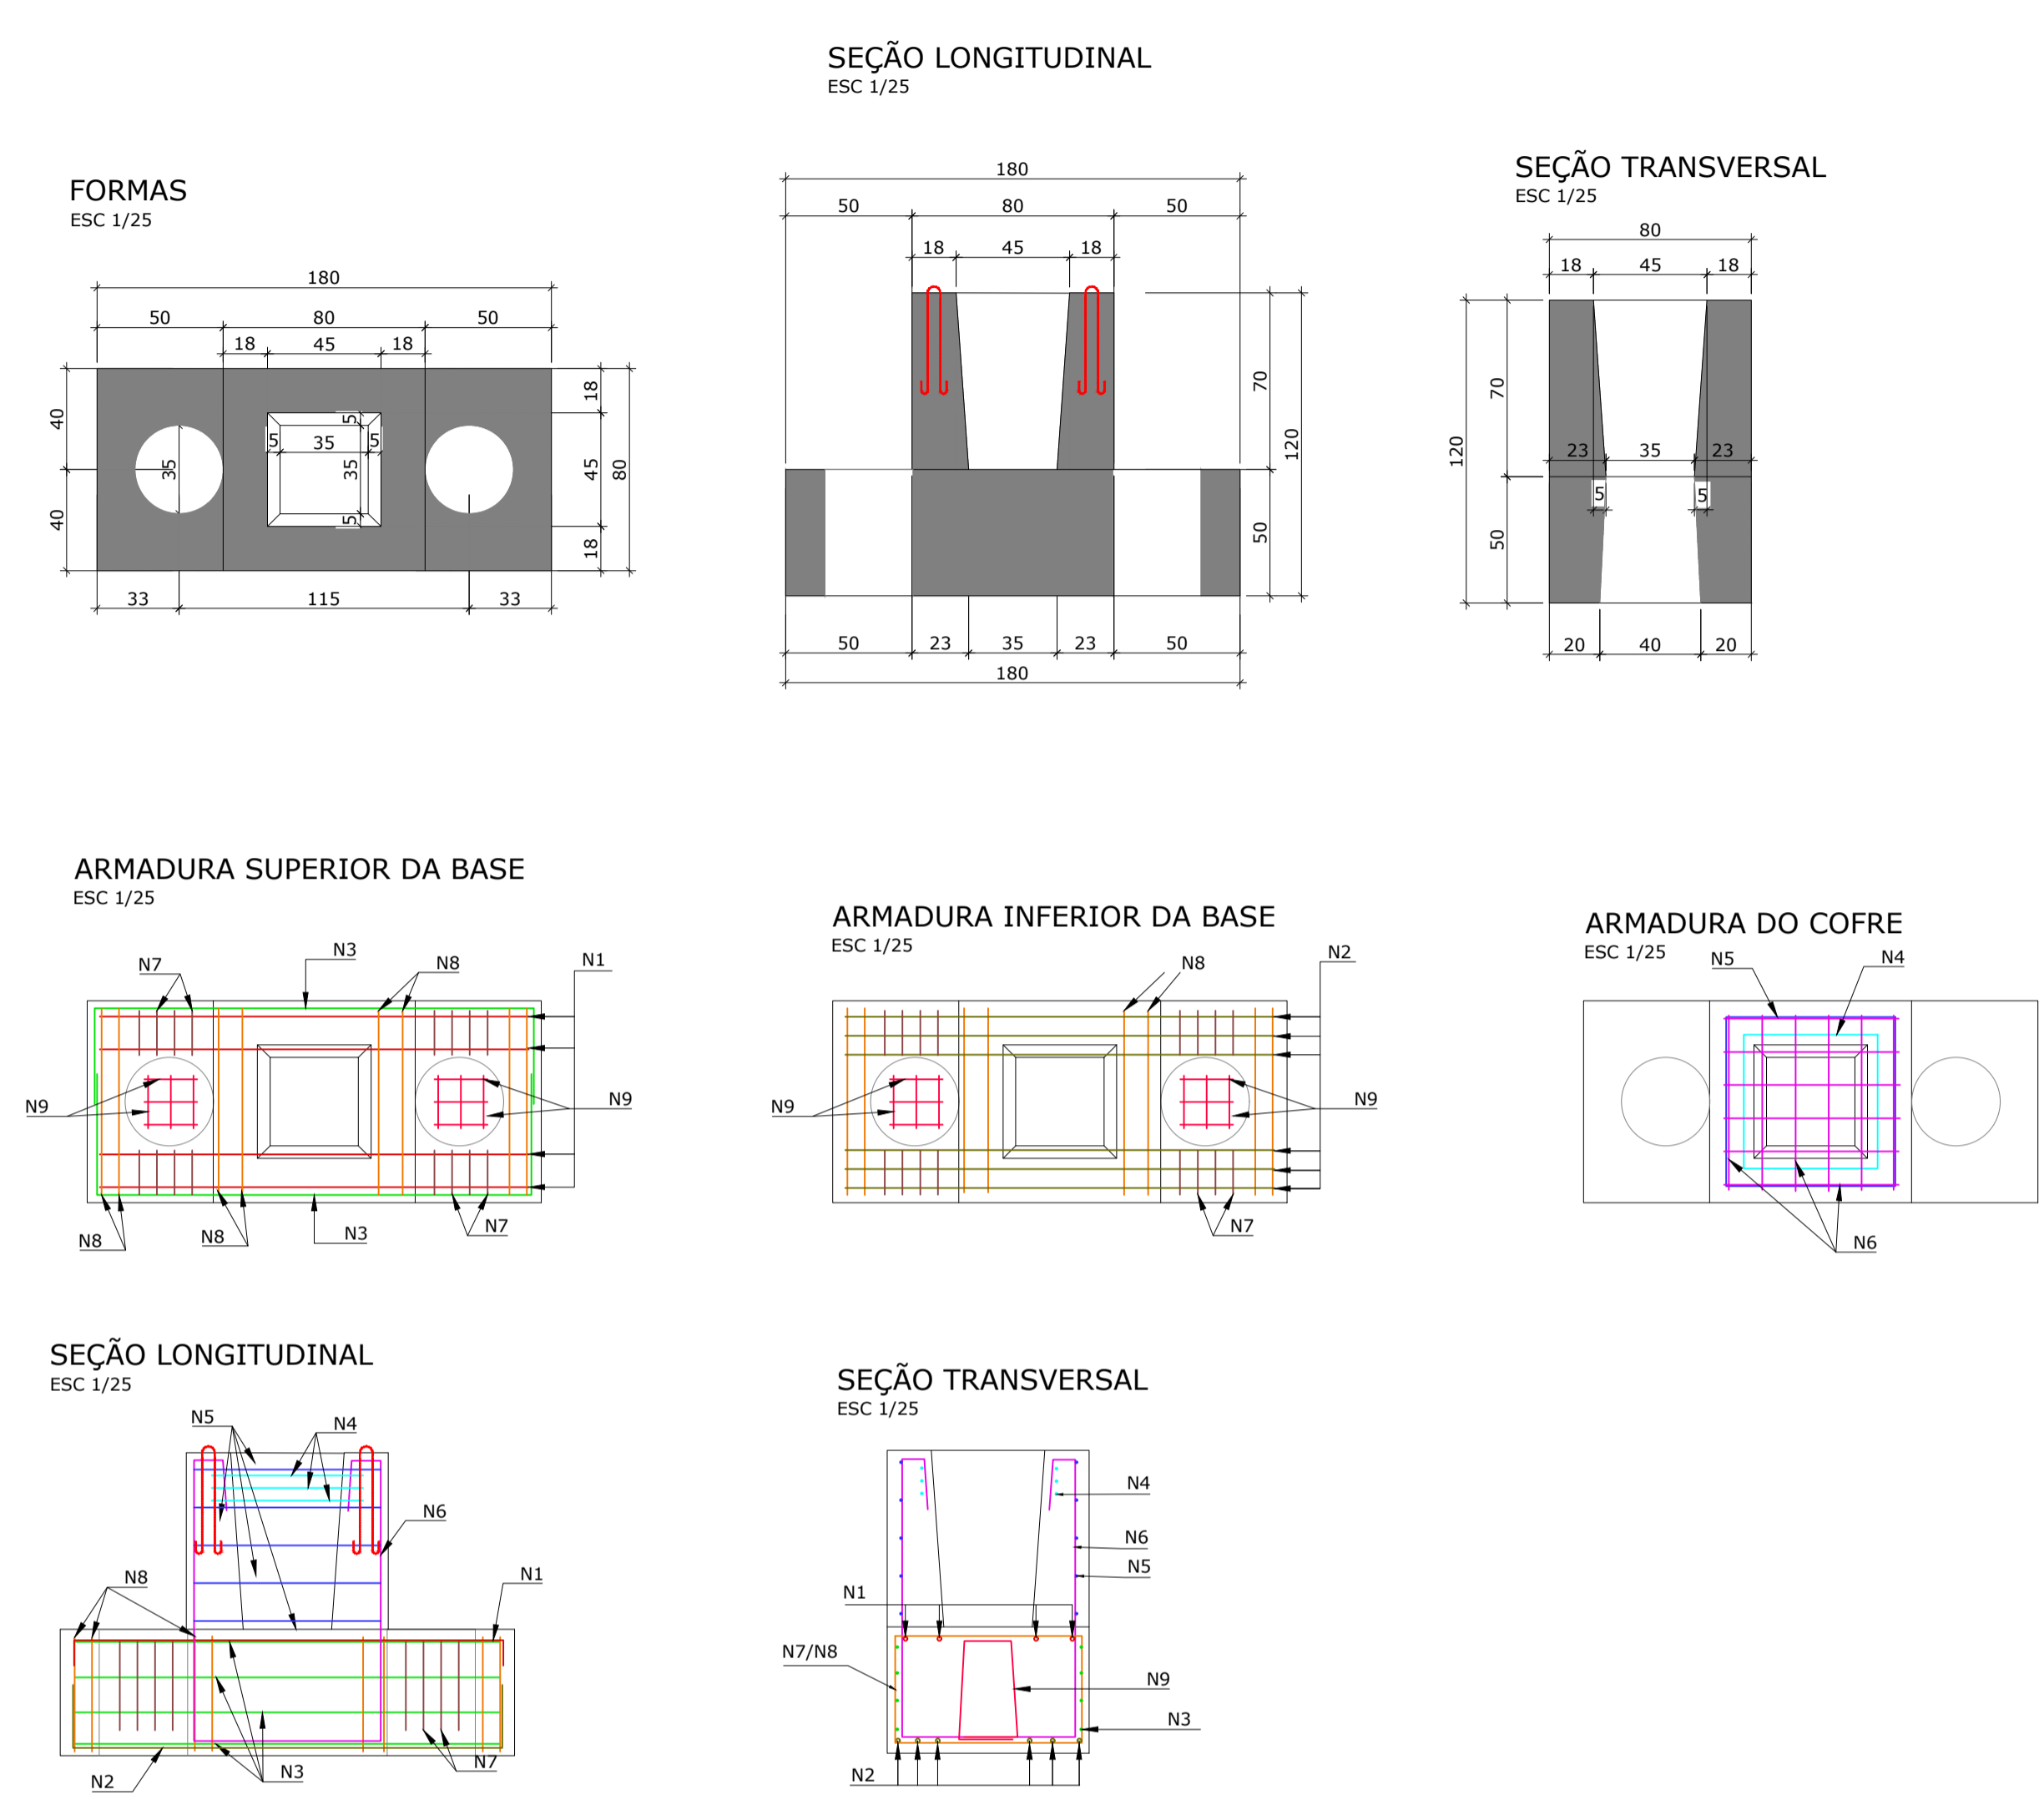 SEÇÃO LONGITUDINAL
ESC 1/25
180
50 80 50
18 45 18
70
120
50
50 23 35 23 50
180
SEÇÃO TRANSVERSAL
ESC 1/25
80
18 45 18
70
120
23 35 23
5 5
50
20 40 20
FORMAS
ESC 1/25
180
50 80 50
18 45 18
18
40
5
5 35 5
35 35 45 80
40
5
18
33 115 33
ARMADURA SUPERIOR DA BASE
ESC 1/25
N7
N3
N8
N1
N9
N9
N8
N8
N3
N7
ARMADURA INFERIOR DA BASE
ESC 1/25
N8
N2
N9
N9
N7
ARMADURA DO COFRE
ESC 1/25
N5
N4
N6
SEÇÃO LONGITUDINAL
ESC 1/25
N5
N4
N6
N8
N1
N2
N3
N7
SEÇÃO TRANSVERSAL
ESC 1/25
N4
N6
N5
N1
N7/N8
N9
N3
N2